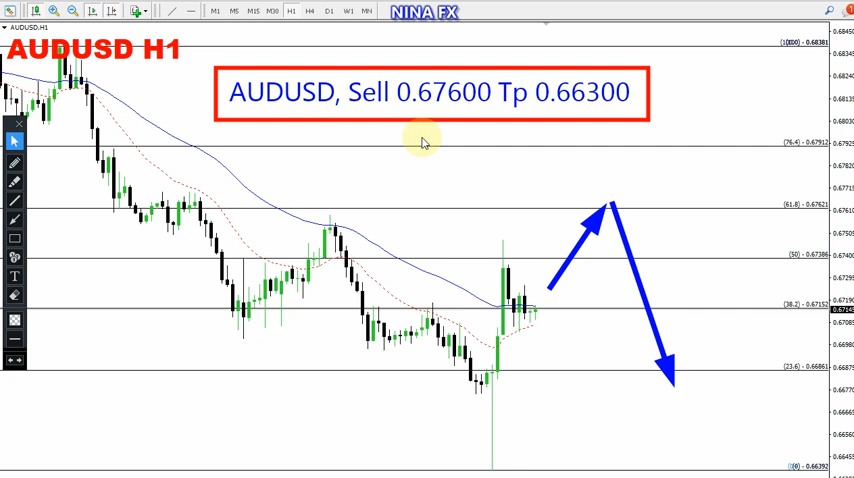 M1 M5 M15 M30 H1 H4 D1 W1 MN
NINA FX
AUDUSD,H1
AUDUSD H1
AUDUSD, Sell 0.67600 Tp 0.66300
0.68450
- 0.68381
0.68340
0.68240
0.68135
0.68030
(76.4) - 0.67912
0.67925
0.67820
0.67715
(61.8) - 0.67621
0.67610
0.67505
(50) - 0.67386
0.67400
0.67295
0.67190
(38.2) - 0.67152
0.67145
0.67085
0.66980
(23.6) - 0.66861
0.66875
0.66770
0.66665
0.66560
0.66455
(0) - 0.66392
T